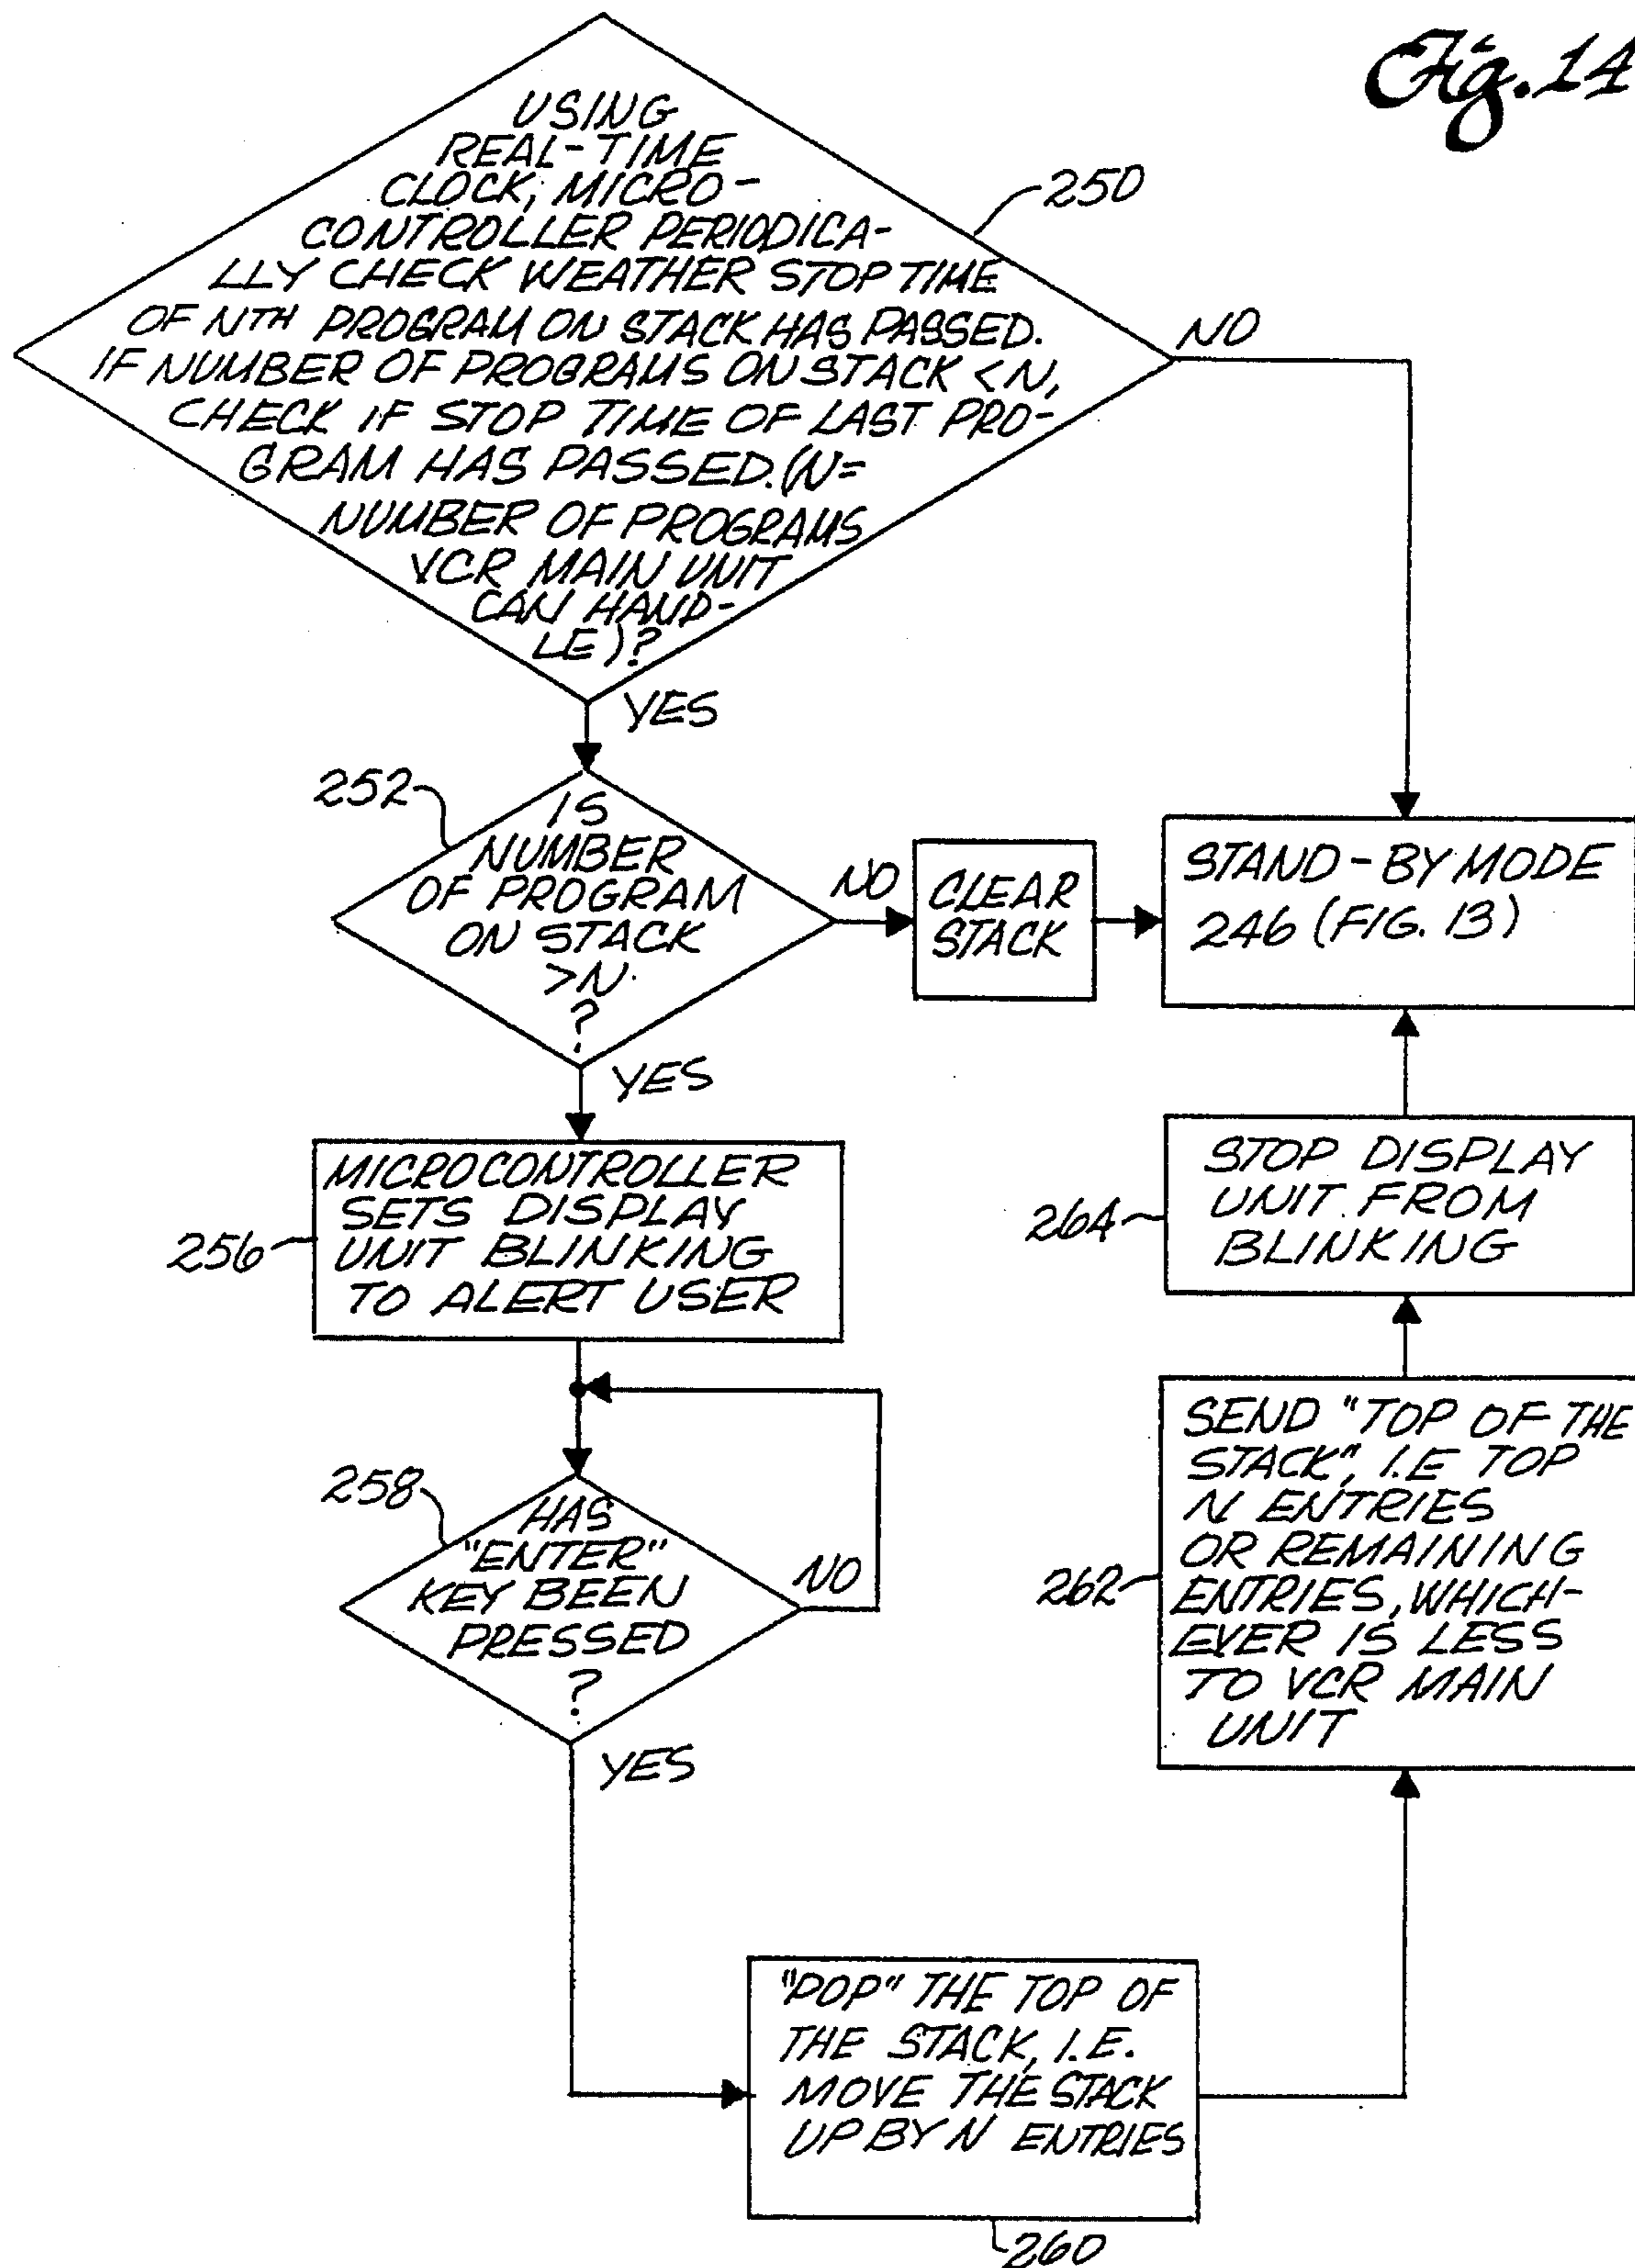 Fig. 14
USING
REAL-TIME
CLOCK, MICRO-
CONTROLLER PERIODICA-
LLY CHECK WEATHER STOP TIME
OF NTH PROGRAM ON STACK HAS PASSED.
IF NUMBER OF PROGRAMS ON STACK <N,
CHECK IF STOP TIME OF LAST PRO-
GRAM HAS PASSED. (N=
NUMBER OF PROGRAMS
VCR MAIN UNIT
CAN HAND-
LE)?
250
NO
YES
252
IS
NUMBER
OF PROGRAM
ON STACK
>N
?
NO
CLEAR
STACK
STAND-BY MODE
246 (FIG. 13)
YES
256
MICROCONTROLLER
SETS DISPLAY
UNIT BLINKING
TO ALERT USER
264
STOP DISPLAY
UNIT FROM
BLINKING
258
HAS
"ENTER"
KEY BEEN
PRESSED
?
NO
YES
262
SEND "TOP OF THE
STACK", I.E TOP
N ENTRIES
OR REMAINING
ENTRIES, WHICH-
EVER IS LESS
TO VCR MAIN
UNIT
"POP" THE TOP OF
THE STACK, I.E.
MOVE THE STACK
UP BY N ENTRIES
260